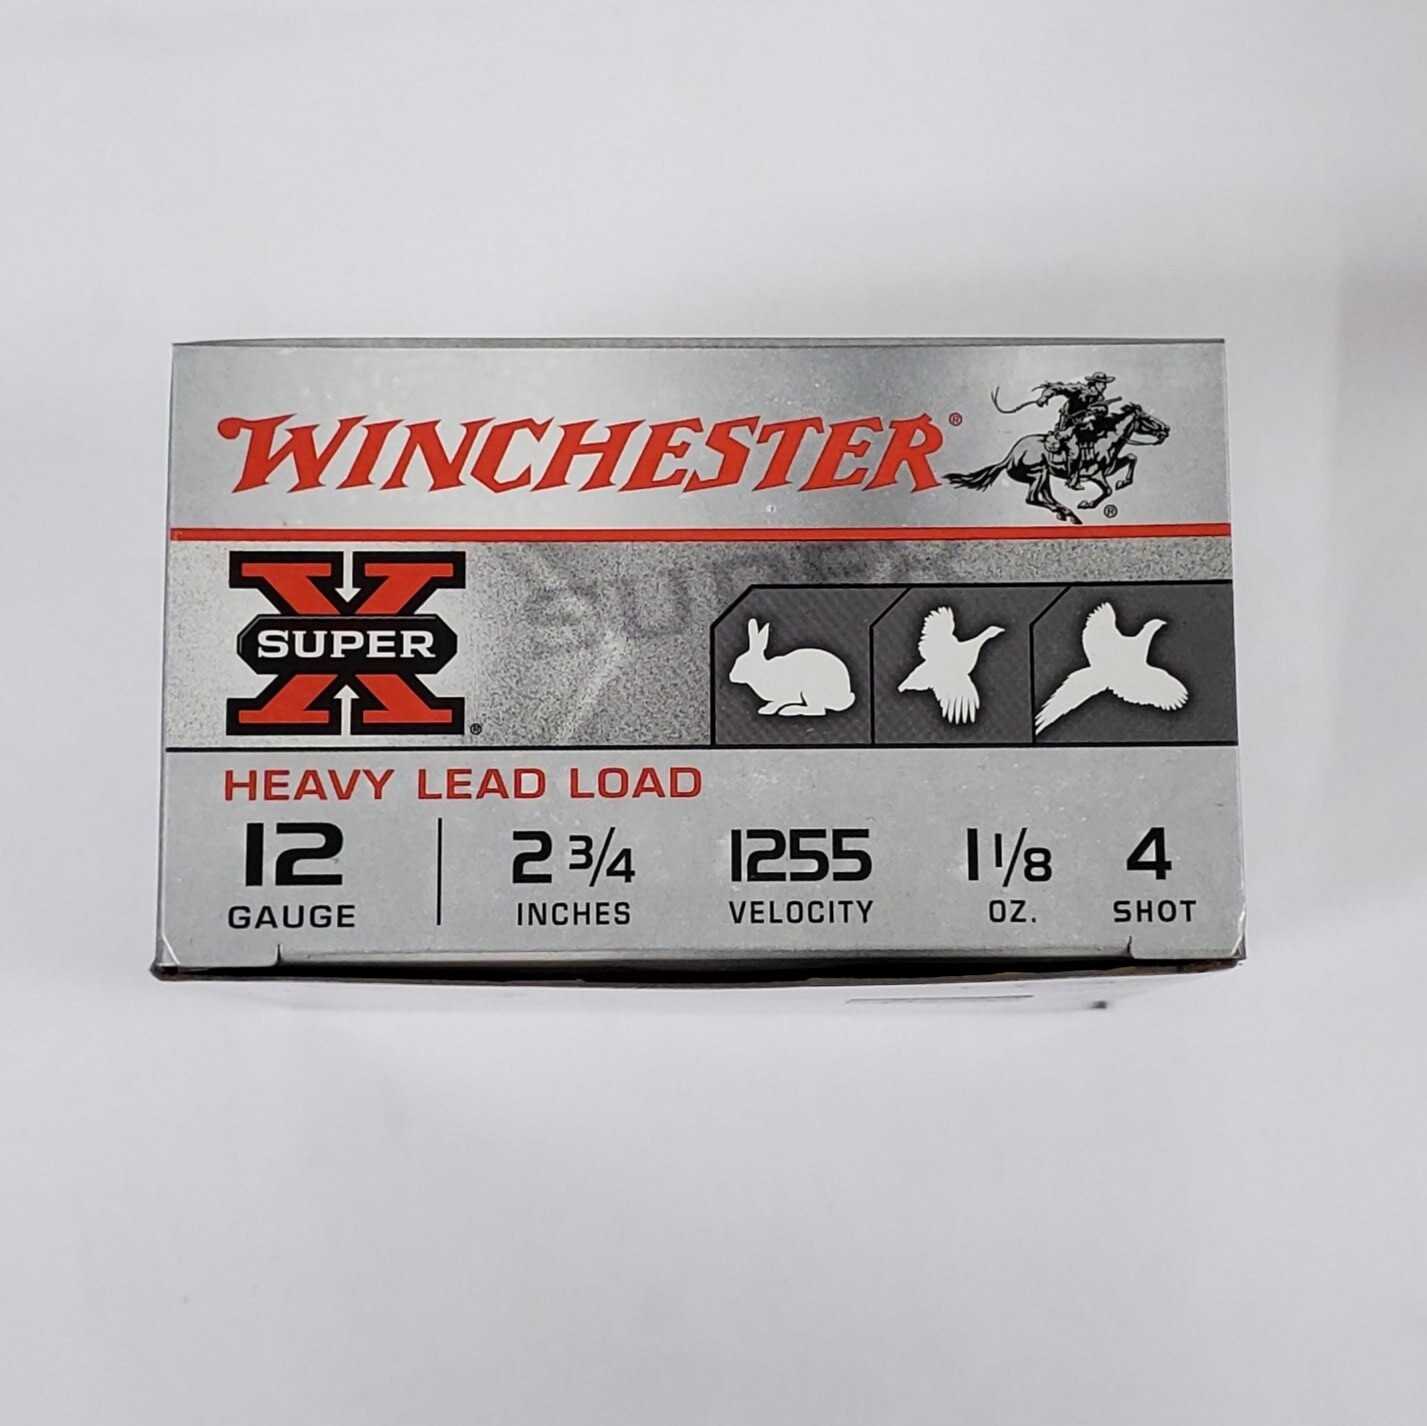 WINCHESTER®
®
SUPER X®
HEAVY LEAD LOAD
12 2 3/4 1255 1 1/8 4
GAUGE INCHES VELOCITY OZ. SHOT